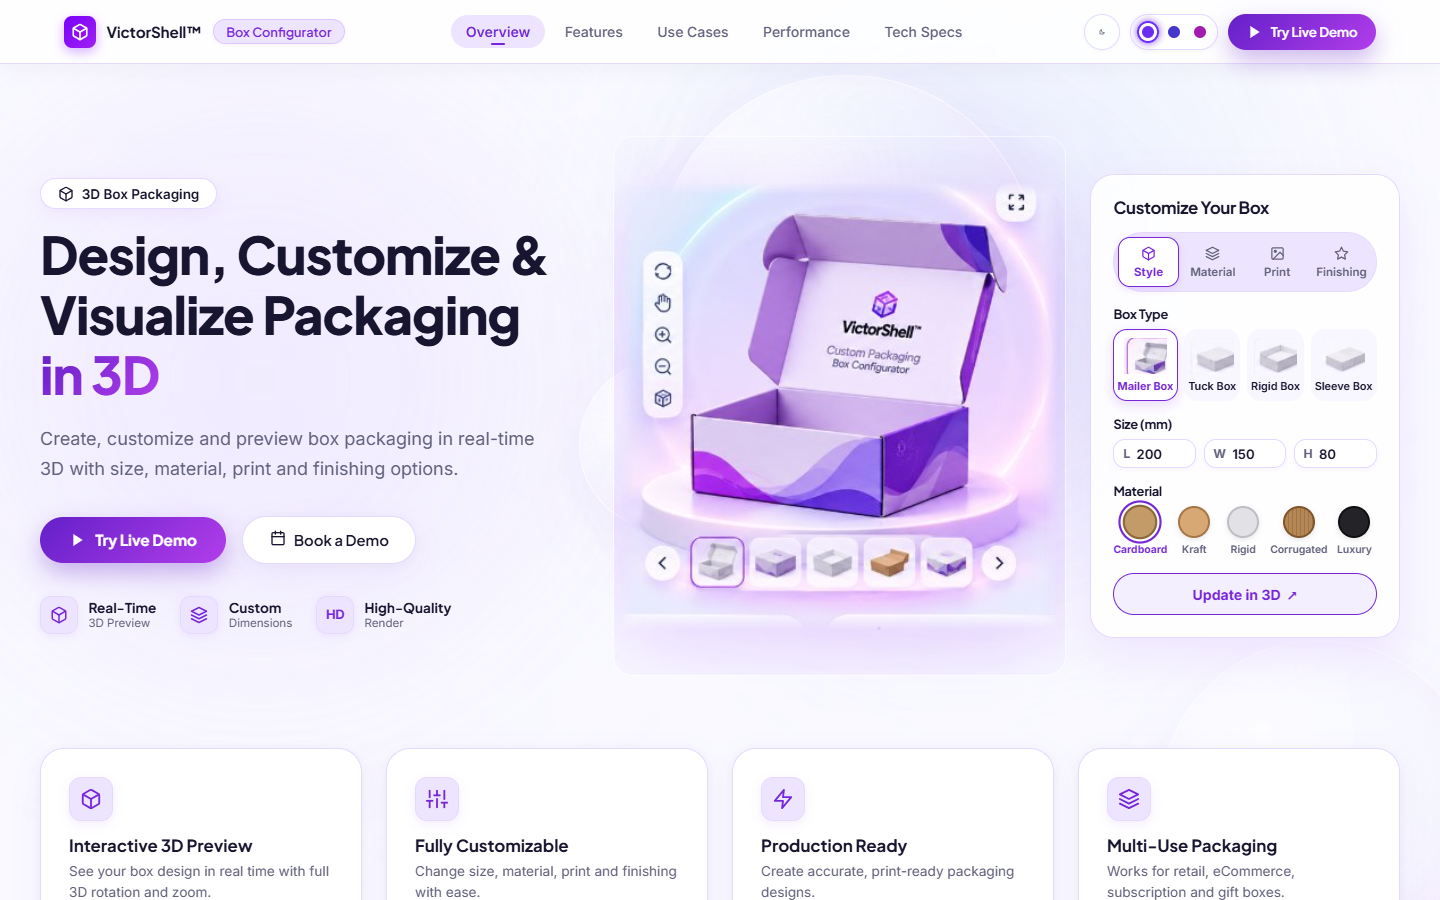 VictorShell™
Box Configurator
Overview
Features
Use Cases
Performance
Tech Specs
Try Live Demo
3D Box Packaging
Design, Customize &
Visualize Packaging
in 3D
Create, customize and preview box packaging in real-time
3D with size, material, print and finishing options.
Try Live Demo
Book a Demo
Real-Time
3D Preview
Custom
Dimensions
HD
High-Quality
Render
VictorShell™
Custom Packaging
Box Configurator
Customize Your Box
Style
Material
Print
Finishing
Box Type
Mailer Box
Tuck Box
Rigid Box
Sleeve Box
Size (mm)
L 200
W 150
H 80
Material
Cardboard
Kraft
Rigid
Corrugated
Luxury
Update in 3D ↗
Interactive 3D Preview
See your box design in real time with full
3D rotation and zoom.
Fully Customizable
Change size, material, print and finishing
with ease.
Production Ready
Create accurate, print-ready packaging
designs.
Multi-Use Packaging
Works for retail, eCommerce,
subscription and gift boxes.